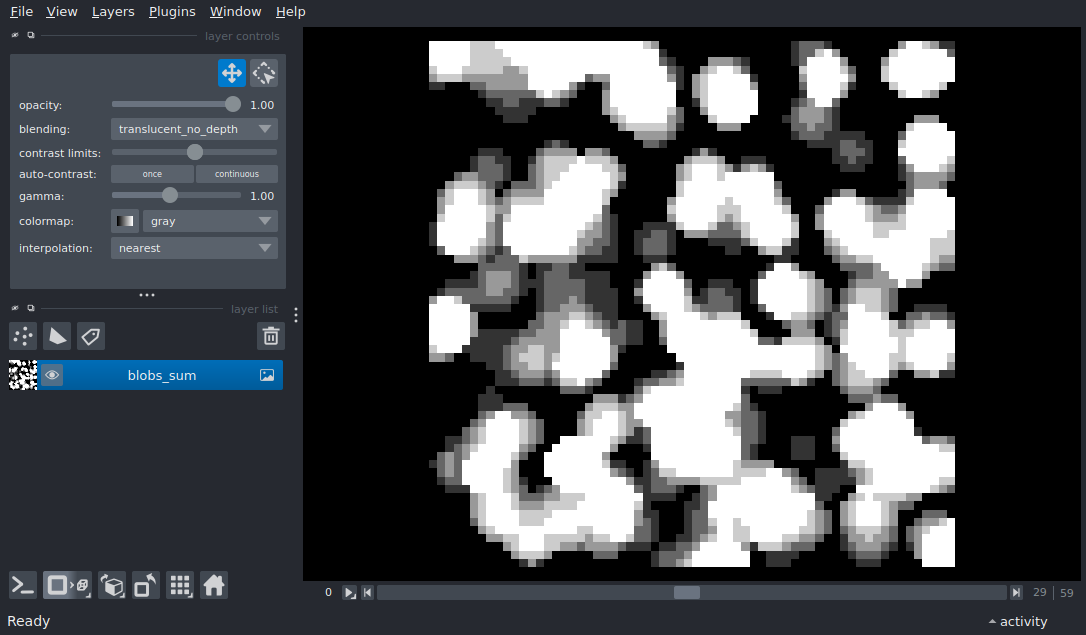 File View Layers Plugins Window Help
layer controls
opacity: 1.00
blending: translucent_no_depth
contrast limits:
auto-contrast: once continuous
gamma: 1.00
colormap: gray
interpolation: nearest
layer list
blobs_sum
0 29 59
Ready activity